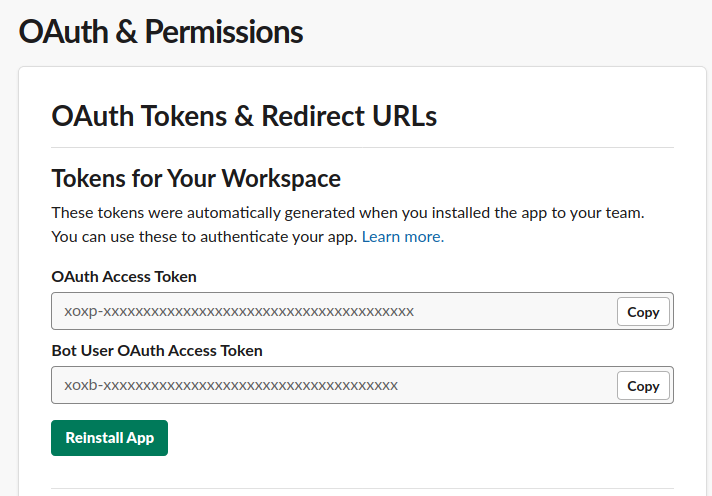 OAuth & Permissions
OAuth Tokens & Redirect URLs
Tokens for Your Workspace
These tokens were automatically generated when you installed the app to your team.
You can use these to authenticate your app. Learn more.
OAuth Access Token
xoxp-xxxxxxxxxxxxxxxxxxxxxxxxxxxxxxxxxxxxxxxx Copy
Bot User OAuth Access Token
xoxb-xxxxxxxxxxxxxxxxxxxxxxxxxxxxxxxxxxxxxx Copy
Reinstall App